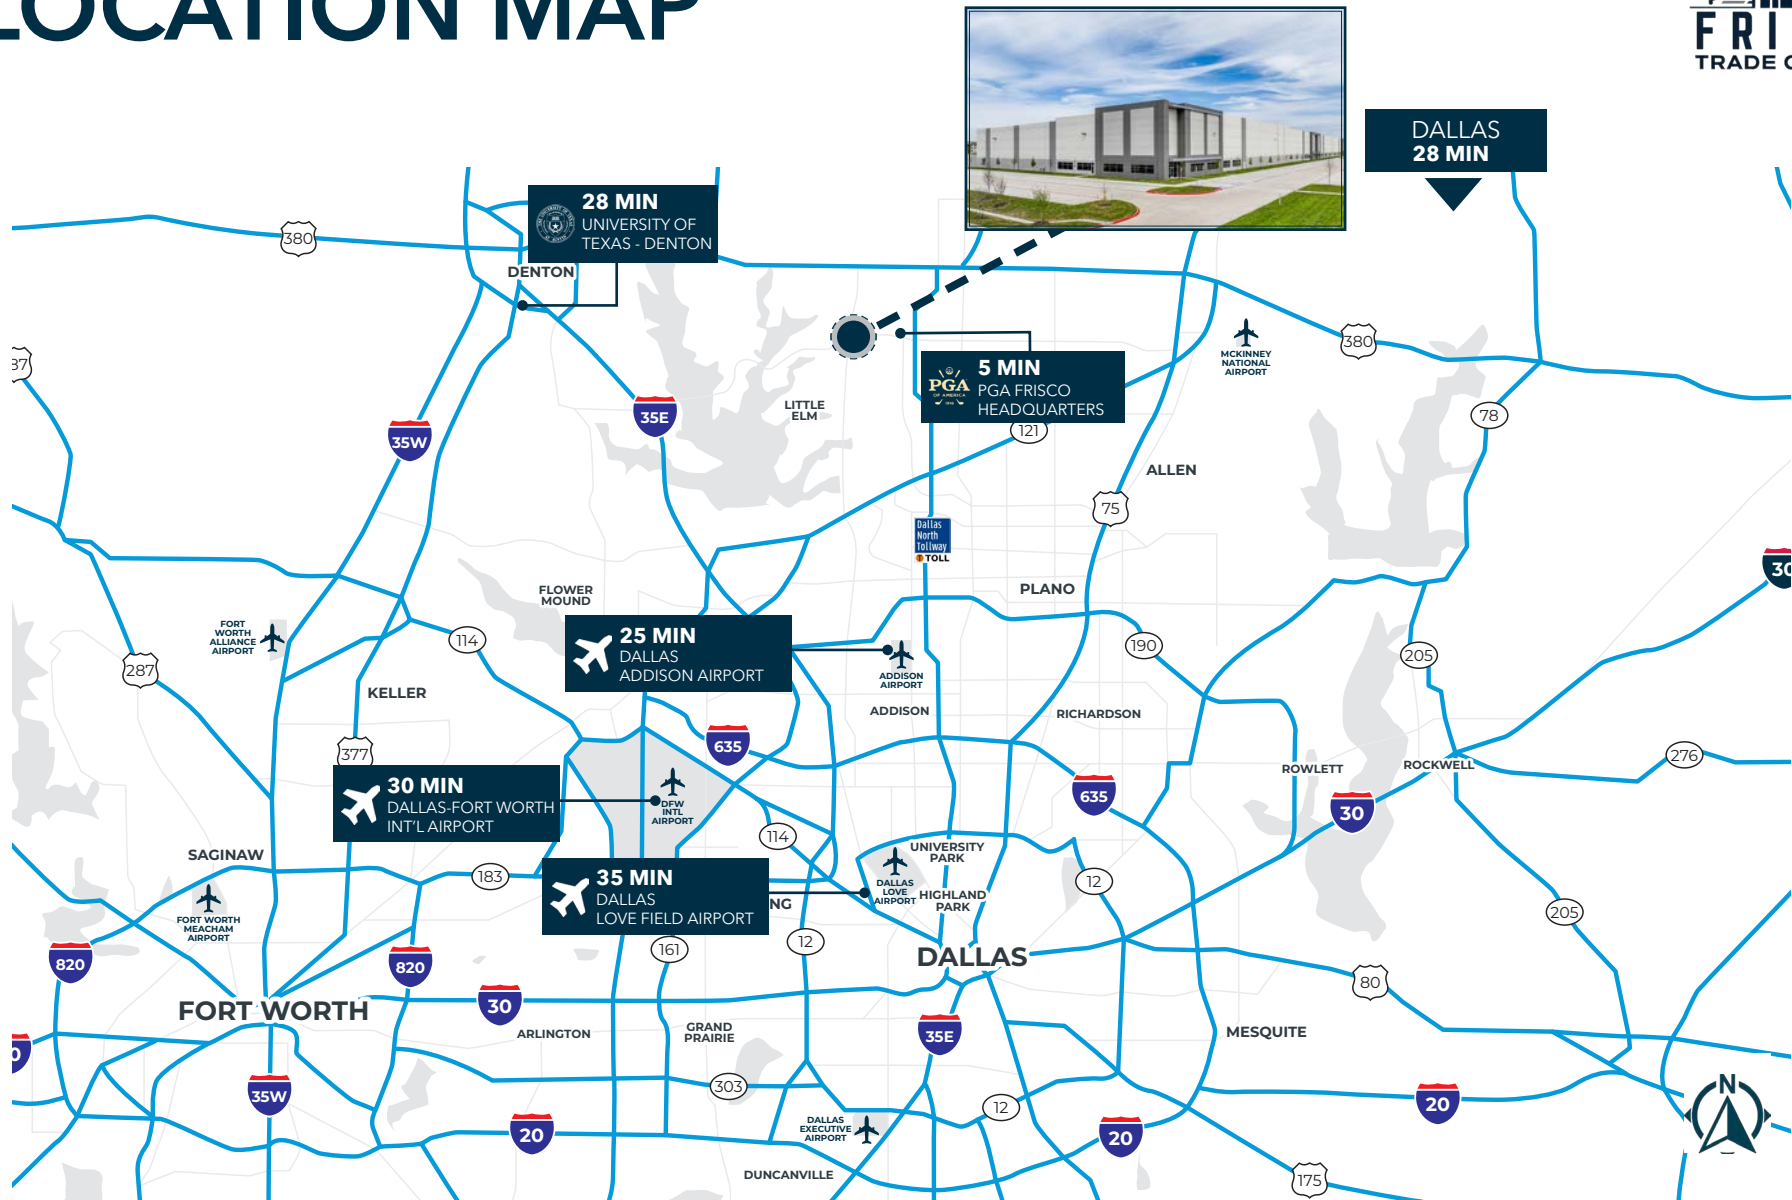 LOCATION MAP
TRADE
DALLAS
28 MIN
28 MIN
UNIVERSITY OF
TEXAS - DENTON
380
DENTON
5 MIN
PGA FRISCO
HEADQUARTERS
PGA
OF AMERICA
MCKINNEY
NATIONAL
AIRPORT
380
87
LITTLE
ELM
35E
35W
121
78
ALLEN
75
Dallas
North
Tollway
TOLL
30
FLOWER
MOUND
PLANO
FORT
WORTH
ALLIANCE
AIRPORT
114
25 MIN
DALLAS
ADDISON AIRPORT
ADDISON
AIRPORT
190
205
287
KELLER
ADDISON
RICHARDSON
377
635
276
ROWLETT
ROCKWELL
30 MIN
DALLAS-FORT WORTH
INT'L AIRPORT
DFW
INTL
AIRPORT
635
30
114
SAGINAW
183
35 MIN
DALLAS
LOVE FIELD AIRPORT
NG
UNIVERSITY
PARK
DALLAS
LOVE
AIRPORT
HIGHLAND
PARK
12
205
FORT WORTH
MEACHAM
AIRPORT
820
820
161
12
DALLAS
80
FORT WORTH
30
ARLINGTON
GRAND
PRAIRIE
35E
MESQUITE
0
35W
303
12
20
N
20
DALLAS
EXECUTIVE
AIRPORT
20
DUNCANVILLE
175